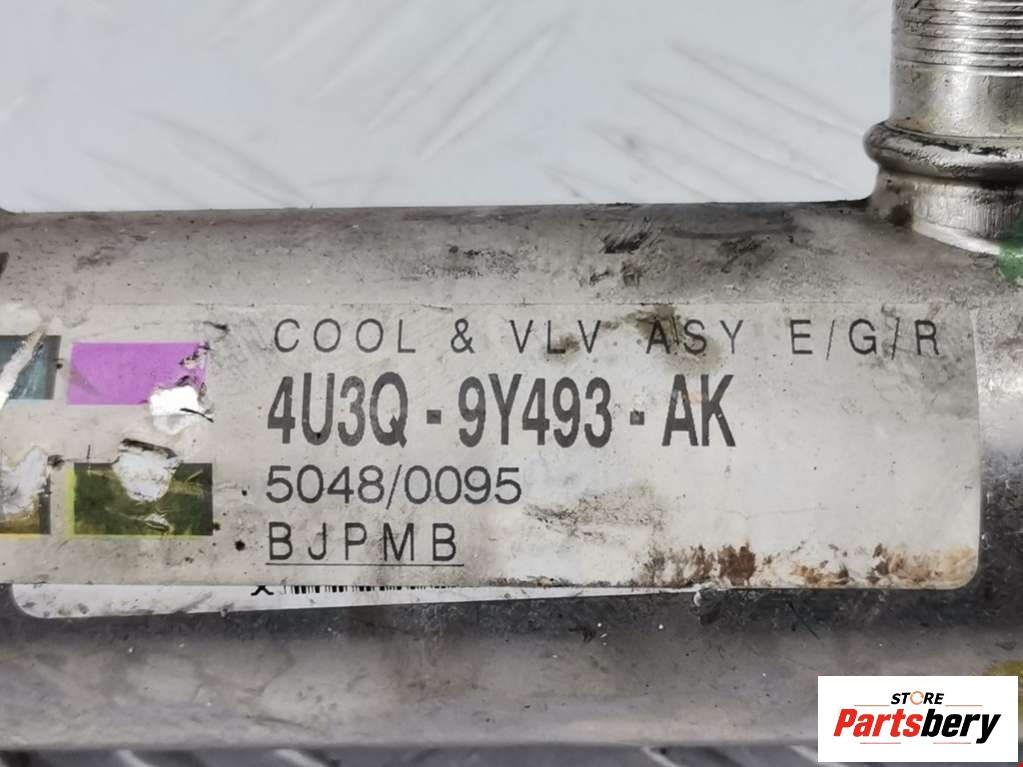 COOL & VLV ASY E/G/R
4U3Q - 9Y493 - AK
5048/0095
BJPMB
STORE
Partsbery